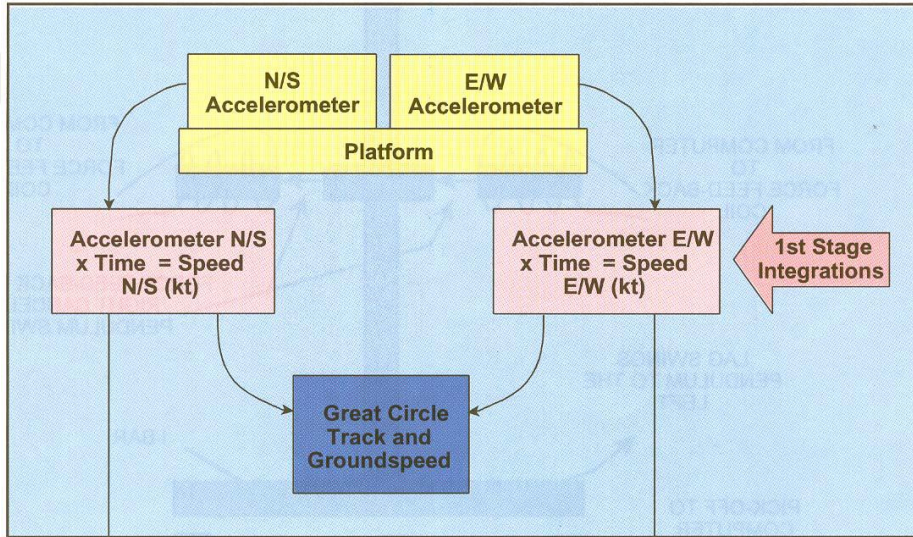 N/S
Accelerometer
E/W
Accelerometer
Platform
Accelerometer N/S
x Time = Speed
N/S (kt)
Accelerometer E/W
x Time = Speed
E/W (kt)
1st Stage
Integrations
Great Circle
Track and
Groundspeed